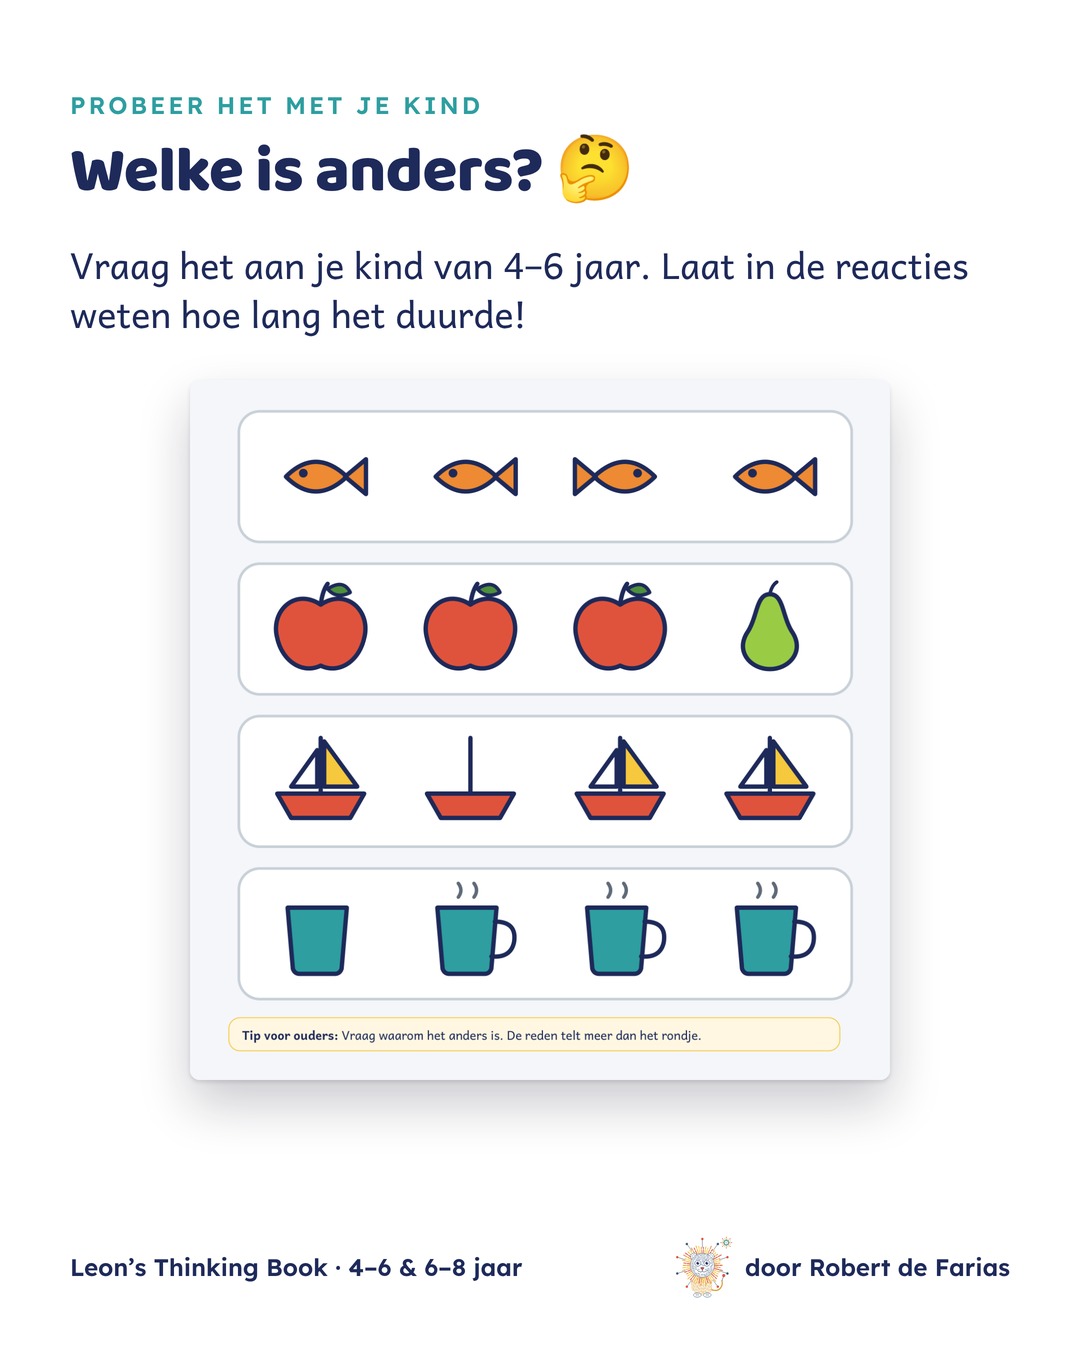 PROBEER HET MET JE KIND
Welke is anders? 🤔
Vraag het aan je kind van 4–6 jaar. Laat in de reacties
weten hoe lang het duurde!
Tip voor ouders: Vraag waarom het anders is. De reden telt meer dan het rondje.
Leon’s Thinking Book · 4–6 & 6–8 jaar
door Robert de Farias